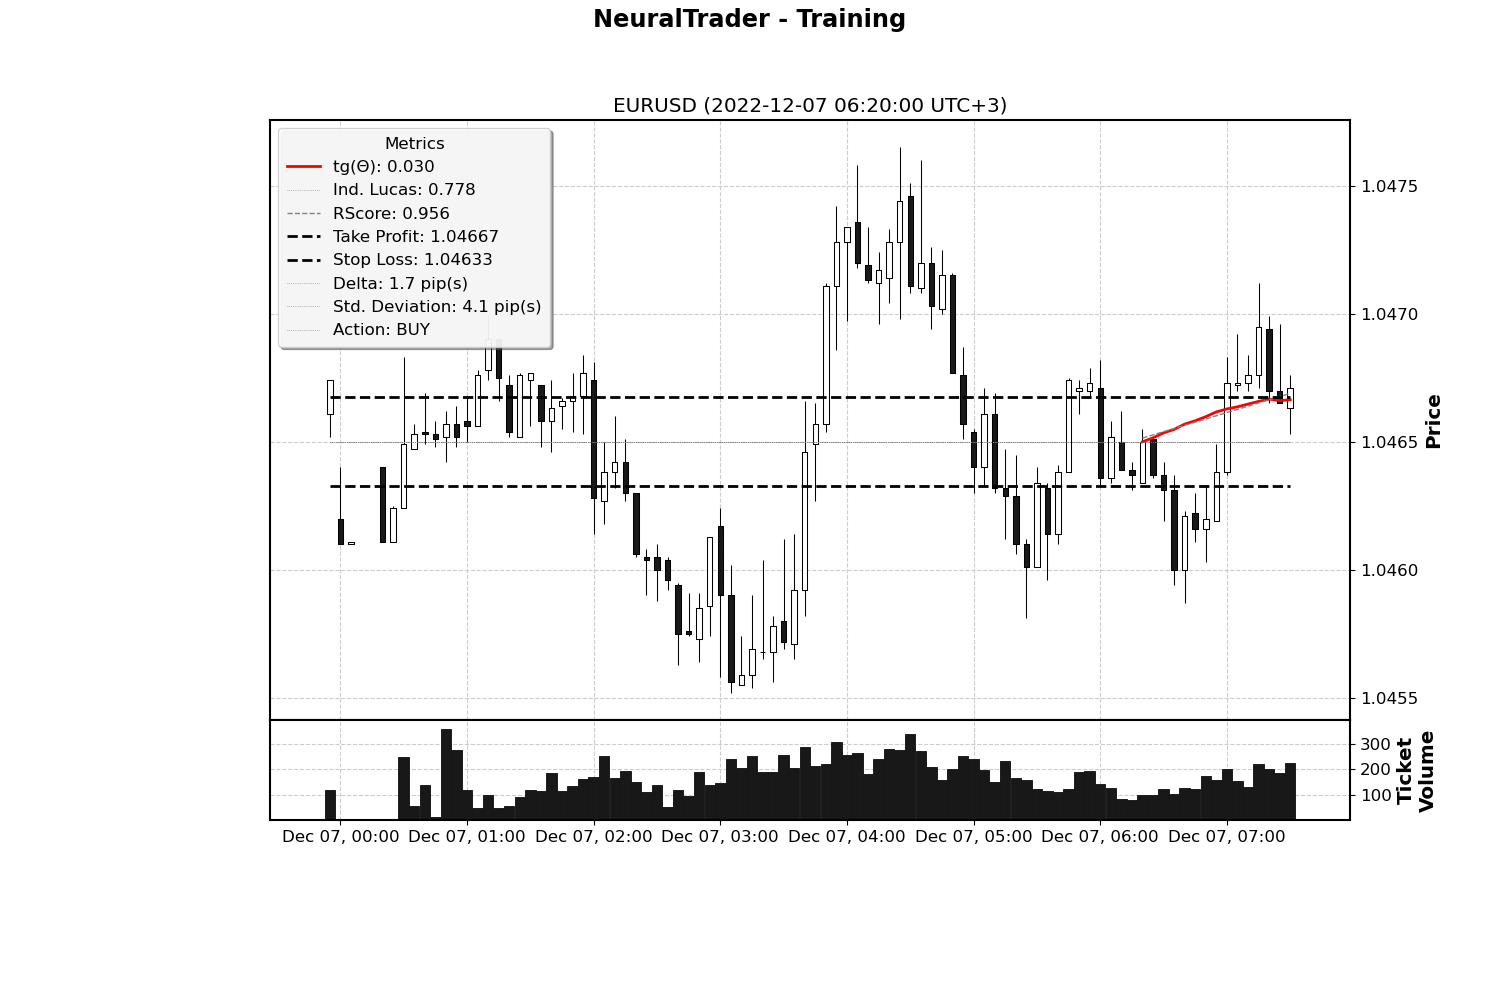 NeuralTrader - Training
EURUSD (2022-12-07 06:20:00 UTC+3)
Metrics
tg(Θ): 0.030
Ind. Lucas: 0.778
RScore: 0.956
Take Profit: 1.04667
Stop Loss: 1.04633
Delta: 1.7 pip(s)
Std. Deviation: 4.1 pip(s)
Action: BUY
1.0475
1.0470
1.0465
1.0460
1.0455
Price
300
200
100
Ticket
Volume
Dec 07, 00:00 Dec 07, 01:00 Dec 07, 02:00 Dec 07, 03:00 Dec 07, 04:00 Dec 07, 05:00 Dec 07, 06:00 Dec 07, 07:00